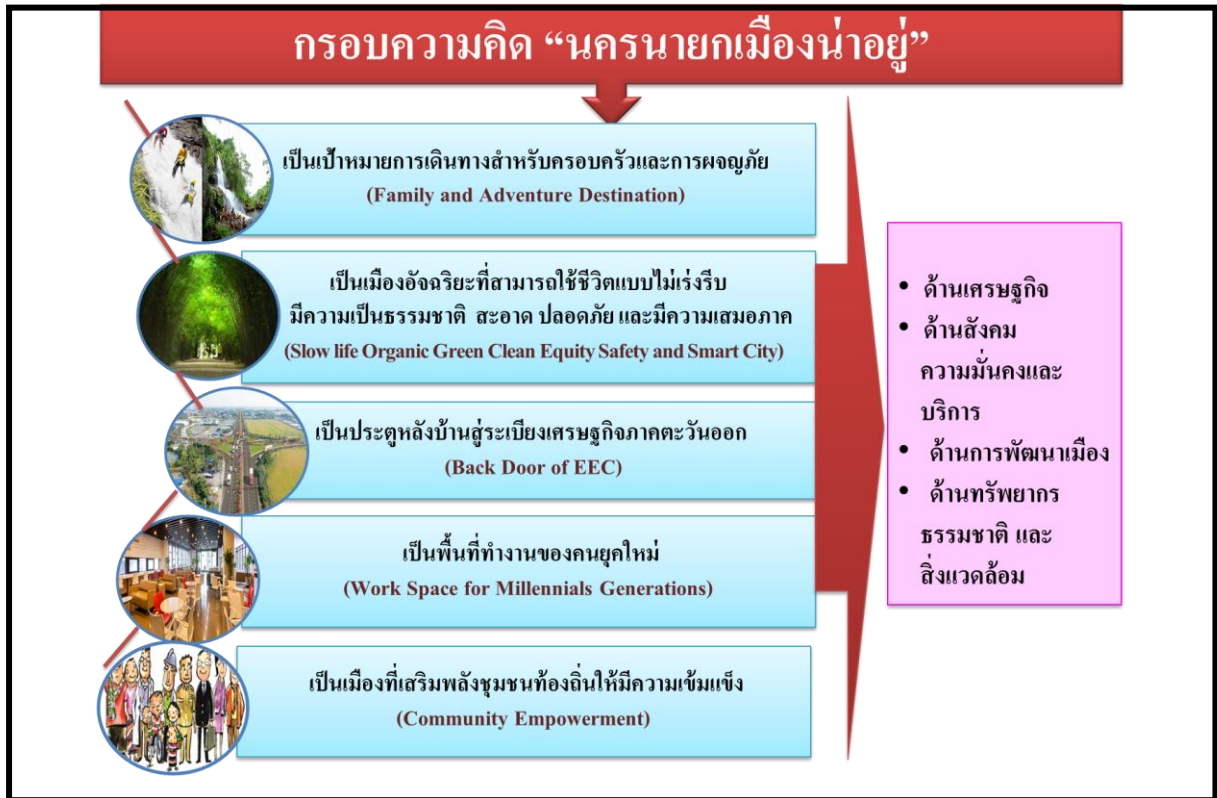 กรอบความคิด “นครนายกเมืองน่าอยู่”
เป็นเป้าหมายการเดินทางสำหรับครอบครัวและการผจญภัย
(Family and Adventure Destination)
เป็นเมืองอัจฉริยะที่สามารถใช้ชีวิตแบบไม่เร่งรีบ
มีความเป็นธรรมชาติ สะอาด ปลอดภัย และมีความเสมอภาค
(Slow life Organic Green Clean Equity Safety and Smart City)
เป็นประตูหลังบ้านสู่ระเบียงเศรษฐกิจภาคตะวันออก
(Back Door of EEC)
เป็นพื้นที่ทำงานของคนยุคใหม่
(Work Space for Millennials Generations)
เป็นเมืองที่เสริมพลังชุมชนท้องถิ่นให้มีความเข้มแข็ง
(Community Empowerment)
• ด้านเศรษฐกิจ
• ด้านสังคม
ความมั่นคงและ
บริการ
• ด้านการพัฒนาเมือง
• ด้านทรัพยากร
ธรรมชาติ และ
สิ่งแวดล้อม